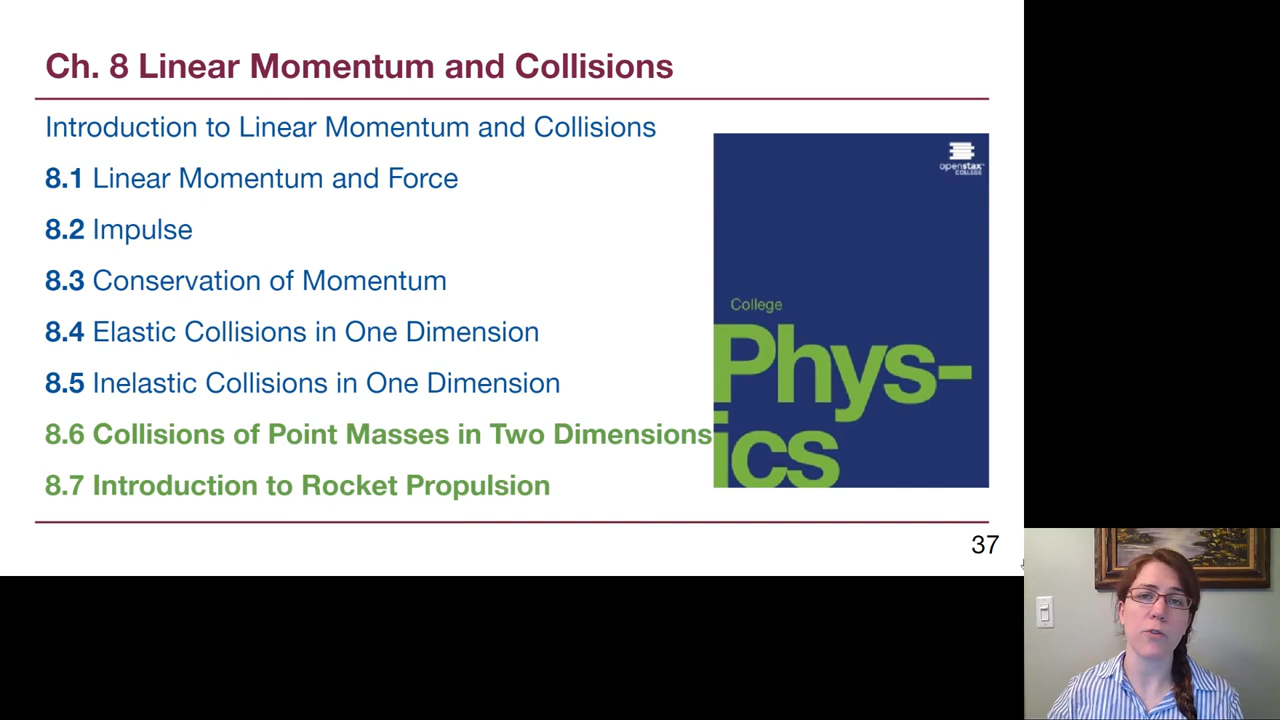 Ch. 8 Linear Momentum and Collisions
Introduction to Linear Momentum and Collisions
8.1 Linear Momentum and Force
8.2 Impulse
8.3 Conservation of Momentum
8.4 Elastic Collisions in One Dimension
8.5 Inelastic Collisions in One Dimension
8.6 Collisions of Point Masses in Two Dimensions
8.7 Introduction to Rocket Propulsion
openstax™
COLLEGE
College
Phys-
ics
37